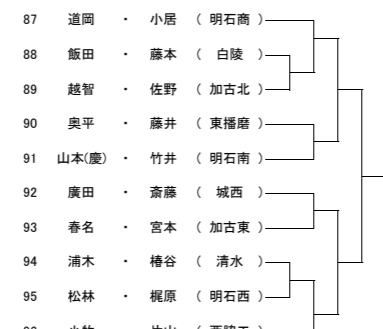 87 道岡 ・ 小居 ( 明石商 )
88 飯田 ・ 藤本 ( 白陵 )
89 越智 ・ 佐野 ( 加古北 )
90 奥平 ・ 藤井 ( 東播磨 )
91 山本(慶) ・ 竹井 ( 明石南 )
92 廣田 ・ 斎藤 ( 城西 )
93 春名 ・ 宮本 ( 加古東 )
94 浦木 ・ 椿谷 ( 清水 )
95 松林 ・ 梶原 ( 明石西 )